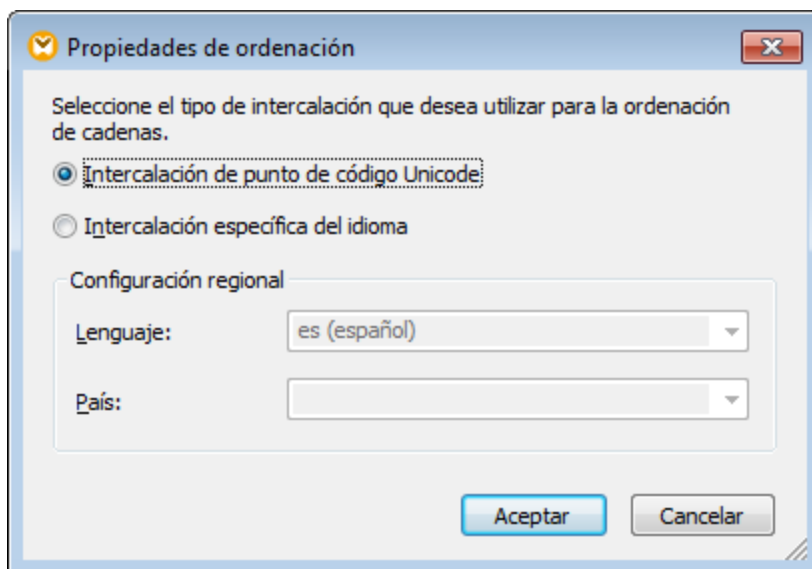 Propiedades de ordenación
Seleccione el tipo de intercalación que desea utilizar para la ordenación
de cadenas.
Intercalación de punto de código Unicode
Intercalación específica del idioma
Configuración regional
Lenguaje: es (español)
País:
Aceptar Cancelar